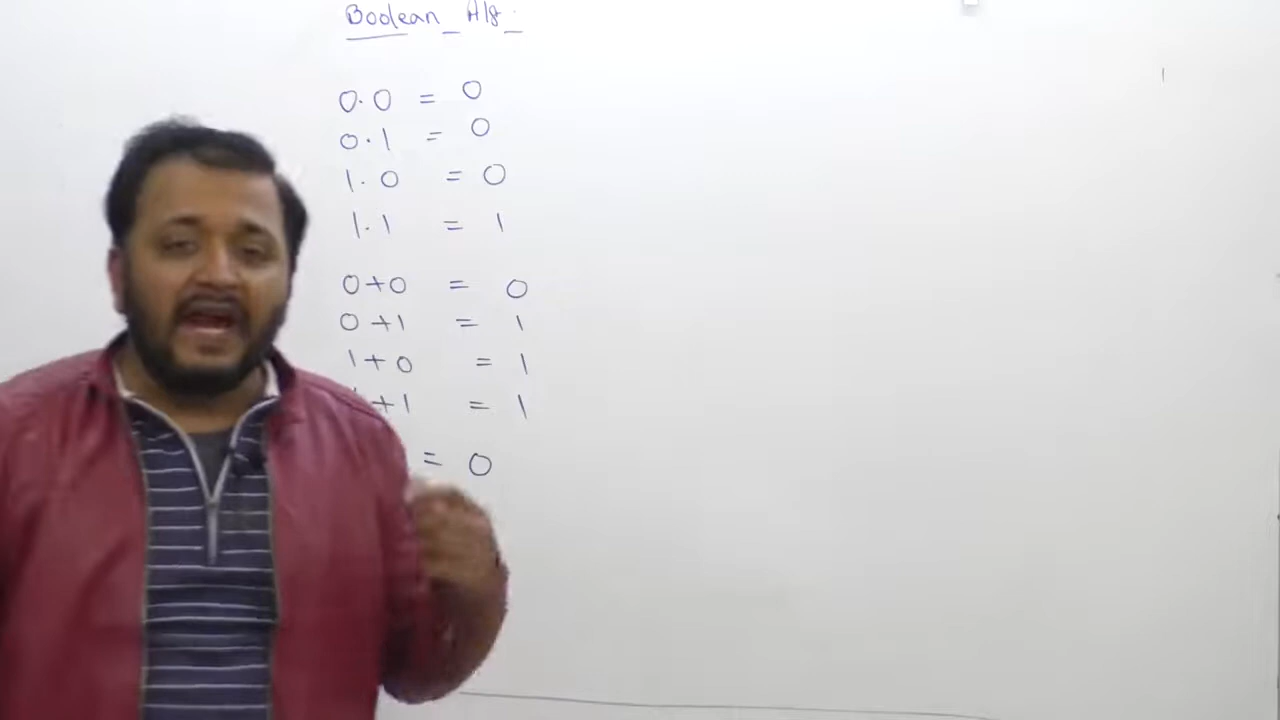 Boolean Alg.
0.0 = 0
0.1 = 0
1.0 = 0
1.1 = 1
0+0 = 0
0+1 = 1
1+0 = 1
+1 = 1
= 0